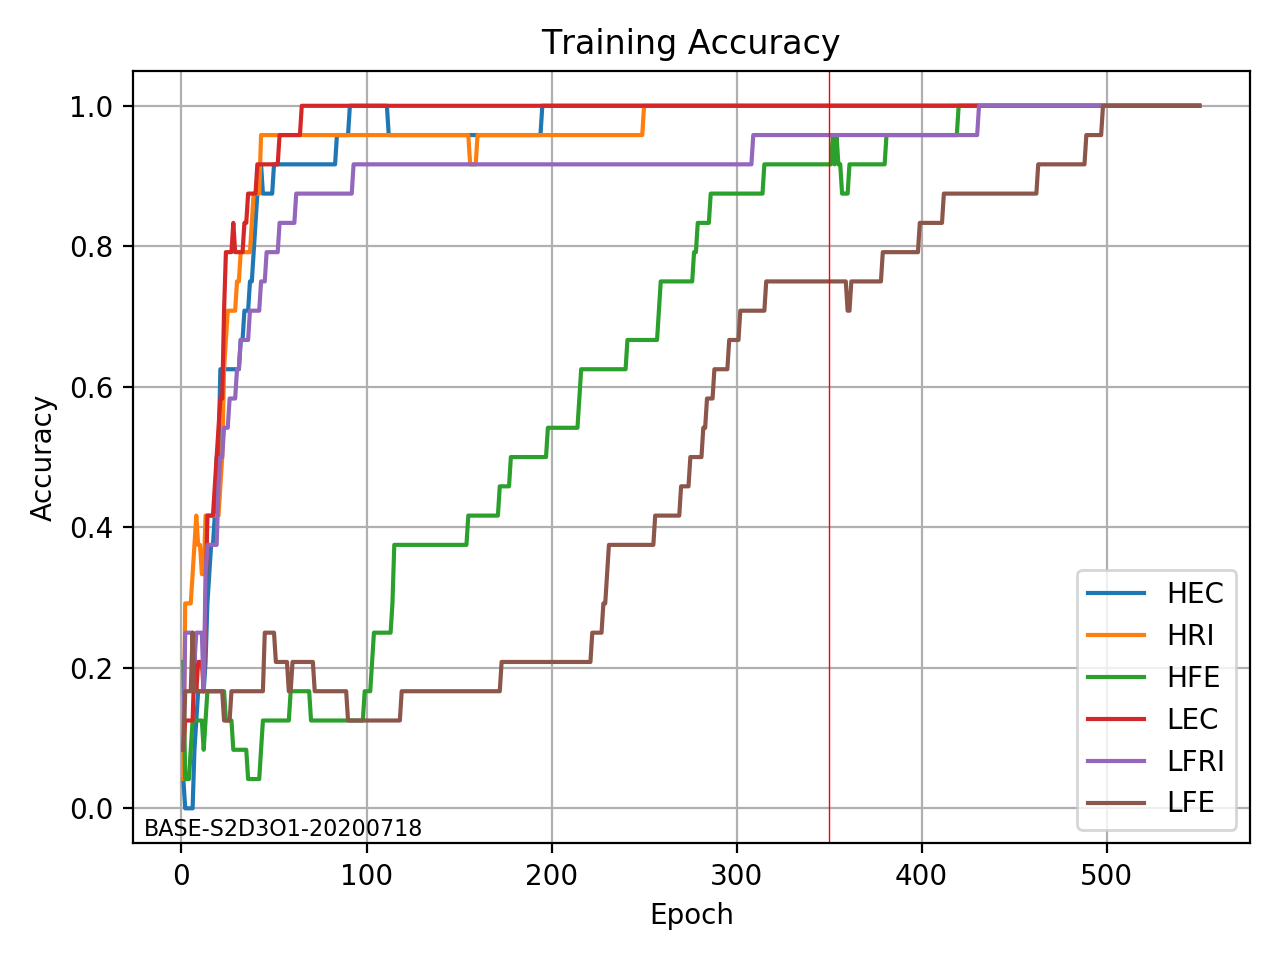 Training Accuracy
1.0
0.8
0.6
0.4
0.2
0.0
Accuracy
HEC
HRI
HFE
LEC
LFRI
LFE
BASE-S2D3O1-20200718
0 100 200 300 400 500
Epoch